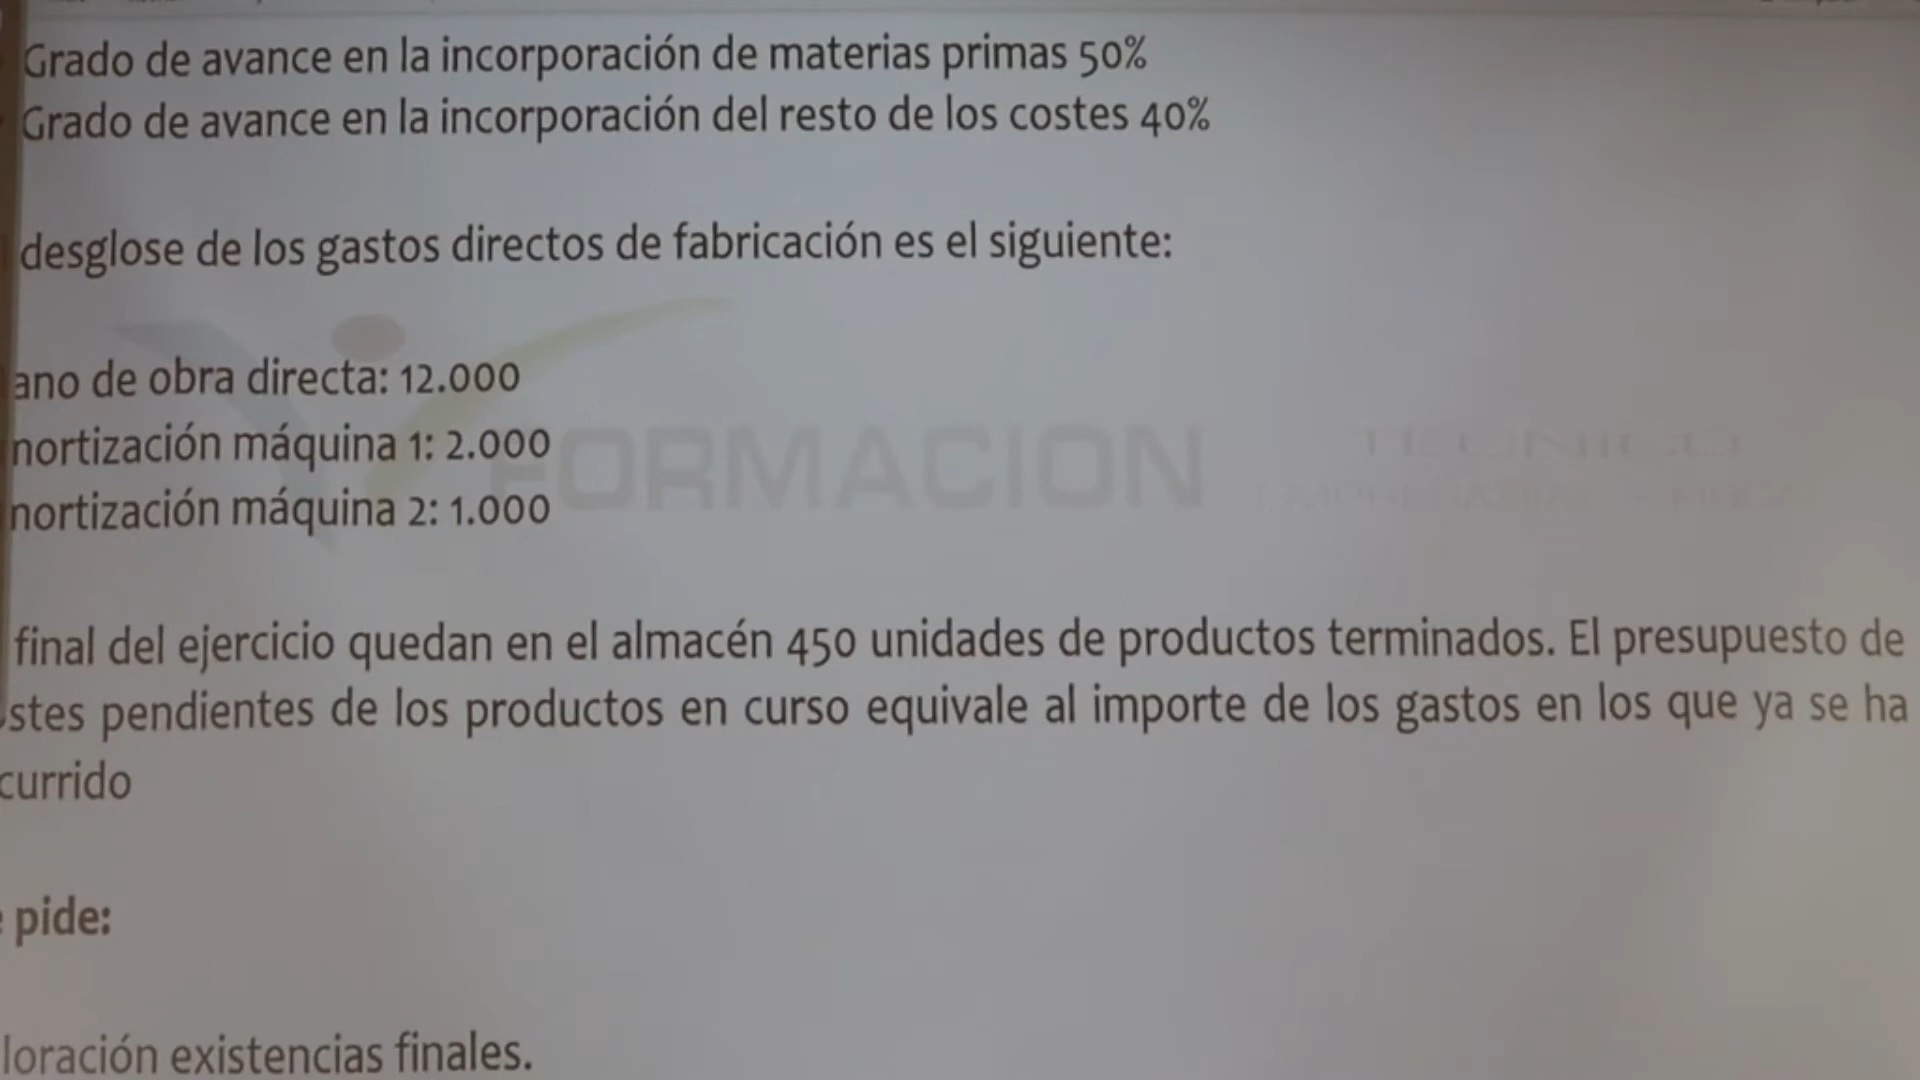 Grado de avance en la incorporación de materias primas 50%
Grado de avance en la incorporación del resto de los costes 40%
desglose de los gastos directos de fabricación es el siguiente:
ano de obra directa: 12.000
nortización máquina 1: 2.000
nortización máquina 2: 1.000
FORMACION
final del ejercicio quedan en el almacén 450 unidades de productos terminados. El presupuesto de
ostes pendientes de los productos en curso equivale al importe de los gastos en los que ya se ha
currido
e pide:
loración existencias finales.